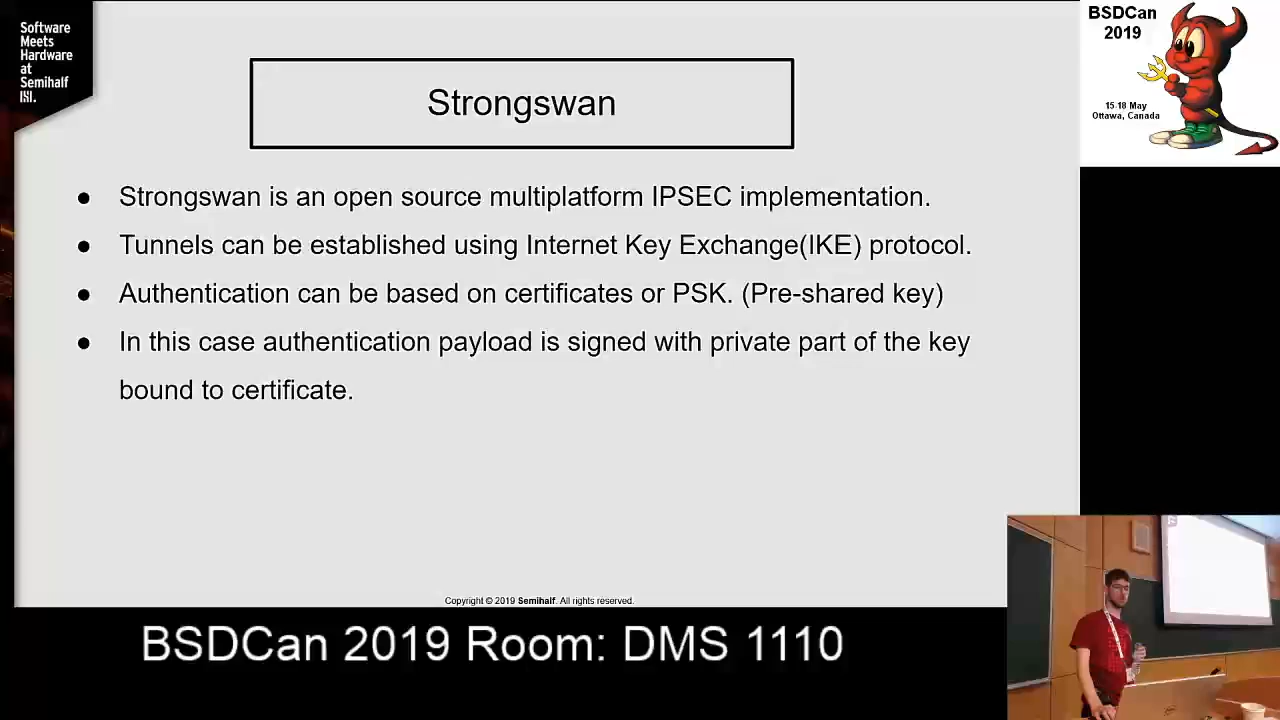 Software
Meets
Hardware
at
Semihalf
Strongswan
● Strongswan is an open source multiplatform IPSEC implementation.
● Tunnels can be established using Internet Key Exchange(IKE) protocol.
● Authentication can be based on certificates or PSK. (Pre-shared key)
● In this case authentication payload is signed with private part of the key
bound to certificate.
Copyright © 2019 Semihalf. All rights reserved.
BSDCan
2019
15-18 May
Ottawa, Canada
BSDCan 2019 Room: DMS 1110